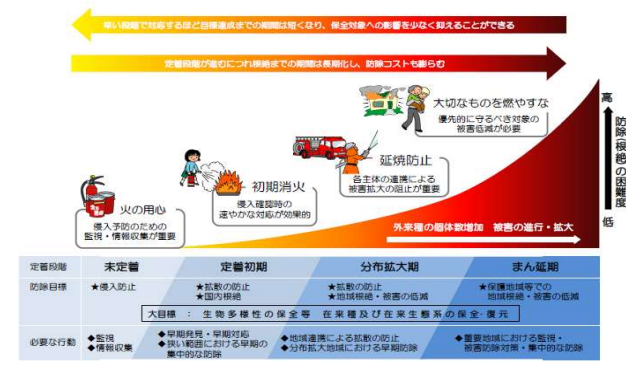 早い段階で対応するほど目標達成までの期間は短くなり、保全対象への影響を少なく抑えることができる
定着段階が進むにつれ根絶までの期間は長期化し、防除コストも膨らむ
大切なものを燃やすな
優先的に守るべき対象の
被害低減が必要
延焼防止
各主体の連携による
被害拡大の阻止が重要
初期消火
侵入確認時の
速やかな対応が効果的
火の用心
侵入予防のための
監視・情報収集が重要
高
防除・根絶の困難度
低
外来種の個体数増加 被害の進行・拡大
定着段階 未定着 定着初期 分布拡大期 まん延期
防除目標 ★侵入防止 ★拡散の防止 ★拡散の防止 ★保護地域等での
★国内根絶 ★地域根絶・被害の低減 地域根絶・被害の低減
大目標 : 生物多様性の保全等 在来種及び在来生態系の保全・復元
必要な行動 ◆監視 ◆早期発見・早期対応 ◆地域連携による拡散の防止 ◆重要地域における監視・
◆情報収集 ◆狭い範囲における早期の ◆分布拡大地域における早期防除 被害防除対策・集中的な防除
集中的な防除